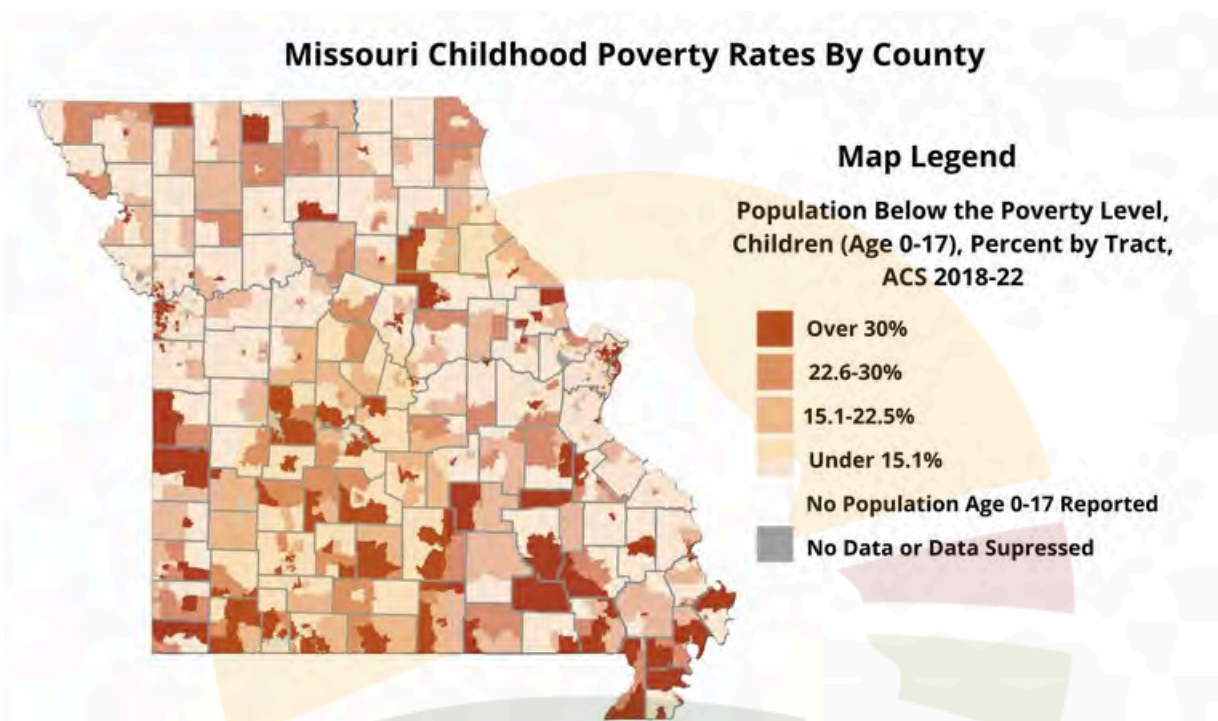 Missouri Childhood Poverty Rates By County
Map Legend
Population Below the Poverty Level,
Children (Age 0-17), Percent by Tract,
ACS 2018-22
Over 30%
22.6-30%
15.1-22.5%
Under 15.1%
No Population Age 0-17 Reported
No Data or Data Supressed